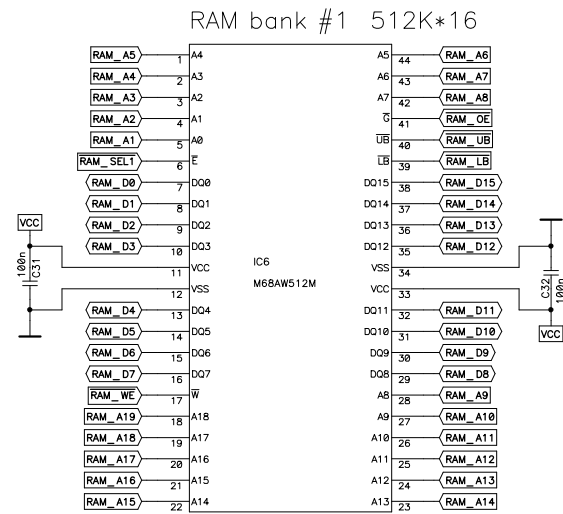 RAM bank #1 512K*16
RAM_A5 1 A4 A5 44 RAM_A6
RAM_A4 2 A3 A6 43 RAM_A7
RAM_A3 3 A2 A7 42 RAM_A8
RAM_A2 4 A1 G 41 RAM_OE
RAM_A1 5 A0 UB 40 RAM_UB
RAM_SEL1 6 E LB 39 RAM_LB
RAM_D0 7 DQ0 DQ15 38 RAM_D15
RAM_D1 8 DQ1 DQ14 37 RAM_D14
RAM_D2 9 DQ2 DQ13 36 RAM_D13
RAM_D3 10 DQ3 DQ12 35 RAM_D12
VCC 100n C31 11 VCC VSS 34
12 VSS VCC 33 C32 100n VCC
IC6
M68AW512M
RAM_D4 13 DQ4 DQ11 32 RAM_D11
RAM_D5 14 DQ5 DQ10 31 RAM_D10
RAM_D6 15 DQ6 DQ9 30 RAM_D9
RAM_D7 16 DQ7 DQ8 29 RAM_D8
RAM_WE 17 W A8 28 RAM_A9
RAM_A19 18 A18 A9 27 RAM_A10
RAM_A18 19 A17 A10 26 RAM_A11
RAM_A17 20 A16 A11 25 RAM_A12
RAM_A16 21 A15 A12 24 RAM_A13
RAM_A15 22 A14 A13 23 RAM_A14